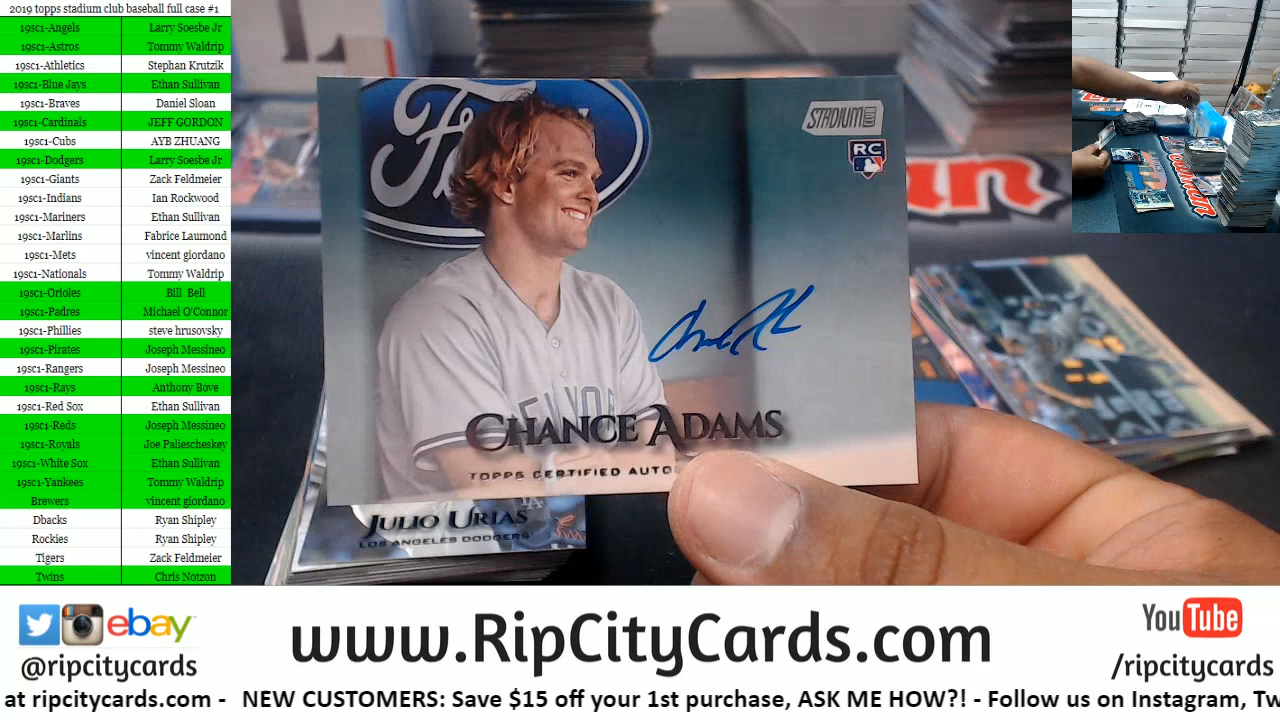 2019 topps stadium club baseball full case #1
19sc1-Angels Larry Soesbe Jr
19sc1-Astros Tommy Waldrip
19sc1-Athletics Stephan Krutzik
19sc1-Blue Jays Ethan Sullivan
19sc1-Braves Daniel Sloan
19sc1-Cardinals JEFF GORDON
19sc1-Cubs AYB ZHUANG
19sc1-Dodgers Larry Soesbe Jr
19sc1-Giants Zack Feldmeier
19sc1-Indians Ian Rockwood
19sc1-Mariners Ethan Sullivan
19sc1-Marlins Fabrice Laumond
19sc1-Mets vincent giordano
19sc1-Nationals Tommy Waldrip
19sc1-Orioles Bill Bell
19sc1-Padres Michael O'Connor
19sc1-Phillies steve hrusovsky
19sc1-Pirates Joseph Messineo
19sc1-Rangers Joseph Messineo
19sc1-Rays Anthony Bove
19sc1-Red Sox Ethan Sullivan
19sc1-Reds Joseph Messineo
19sc1-Royals Joe Paliescheskey
19sc1-White Sox Ethan Sullivan
19sc1-Yankees Tommy Waldrip
Brewers vincent giordano
Dbacks Ryan Shipley
Rockies Ryan Shipley
Tigers Zack Feldmeier
Twins Chris Notzon
STADIUM CLUB
RC
CHANCE ADAMS
TOPPS CERTIFIED AUTO
JULIO URIAS
LOS ANGELES DODGERS
ebay
@ripcitycards
www.RipCityCards.com
YouTube
/ripcitycards
at ripcitycards.com - NEW CUSTOMERS: Save $15 off your 1st purchase, ASK ME HOW?! - Follow us on Instagram, Tw